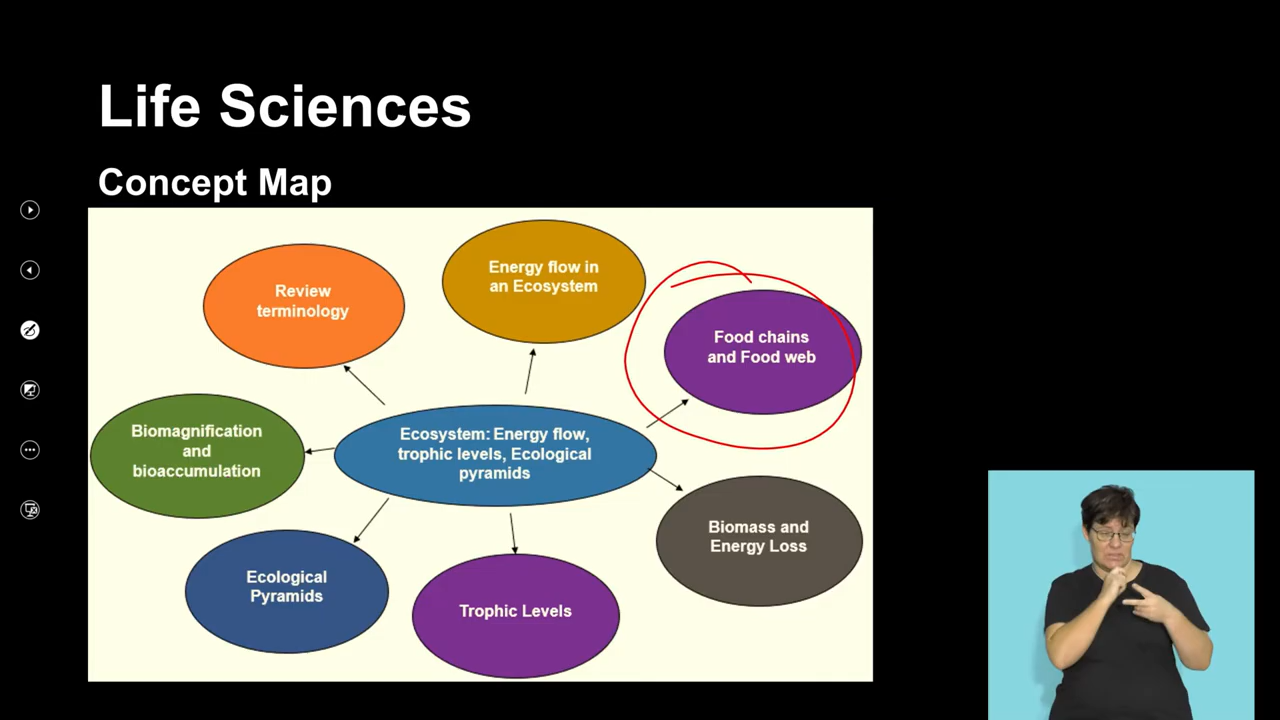 Life Sciences
Concept Map
Energy flow in
an Ecosystem
Review
terminology
Food chains
and Food web
Biomagnification
and
bioaccumulation
Ecosystem: Energy flow,
trophic levels, Ecological
pyramids
Biomass and
Energy Loss
Ecological
Pyramids
Trophic Levels